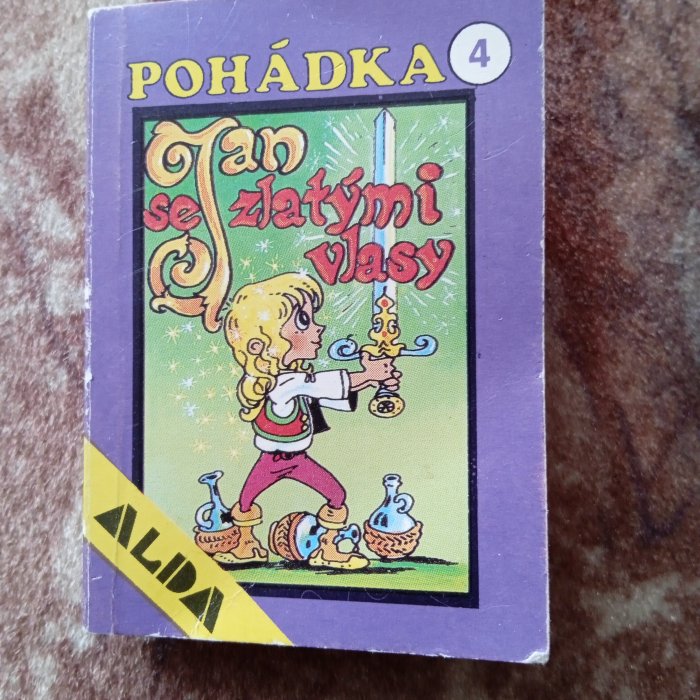 POHÁDKA 4
Jan
se zlatými
vlasy
ALDA